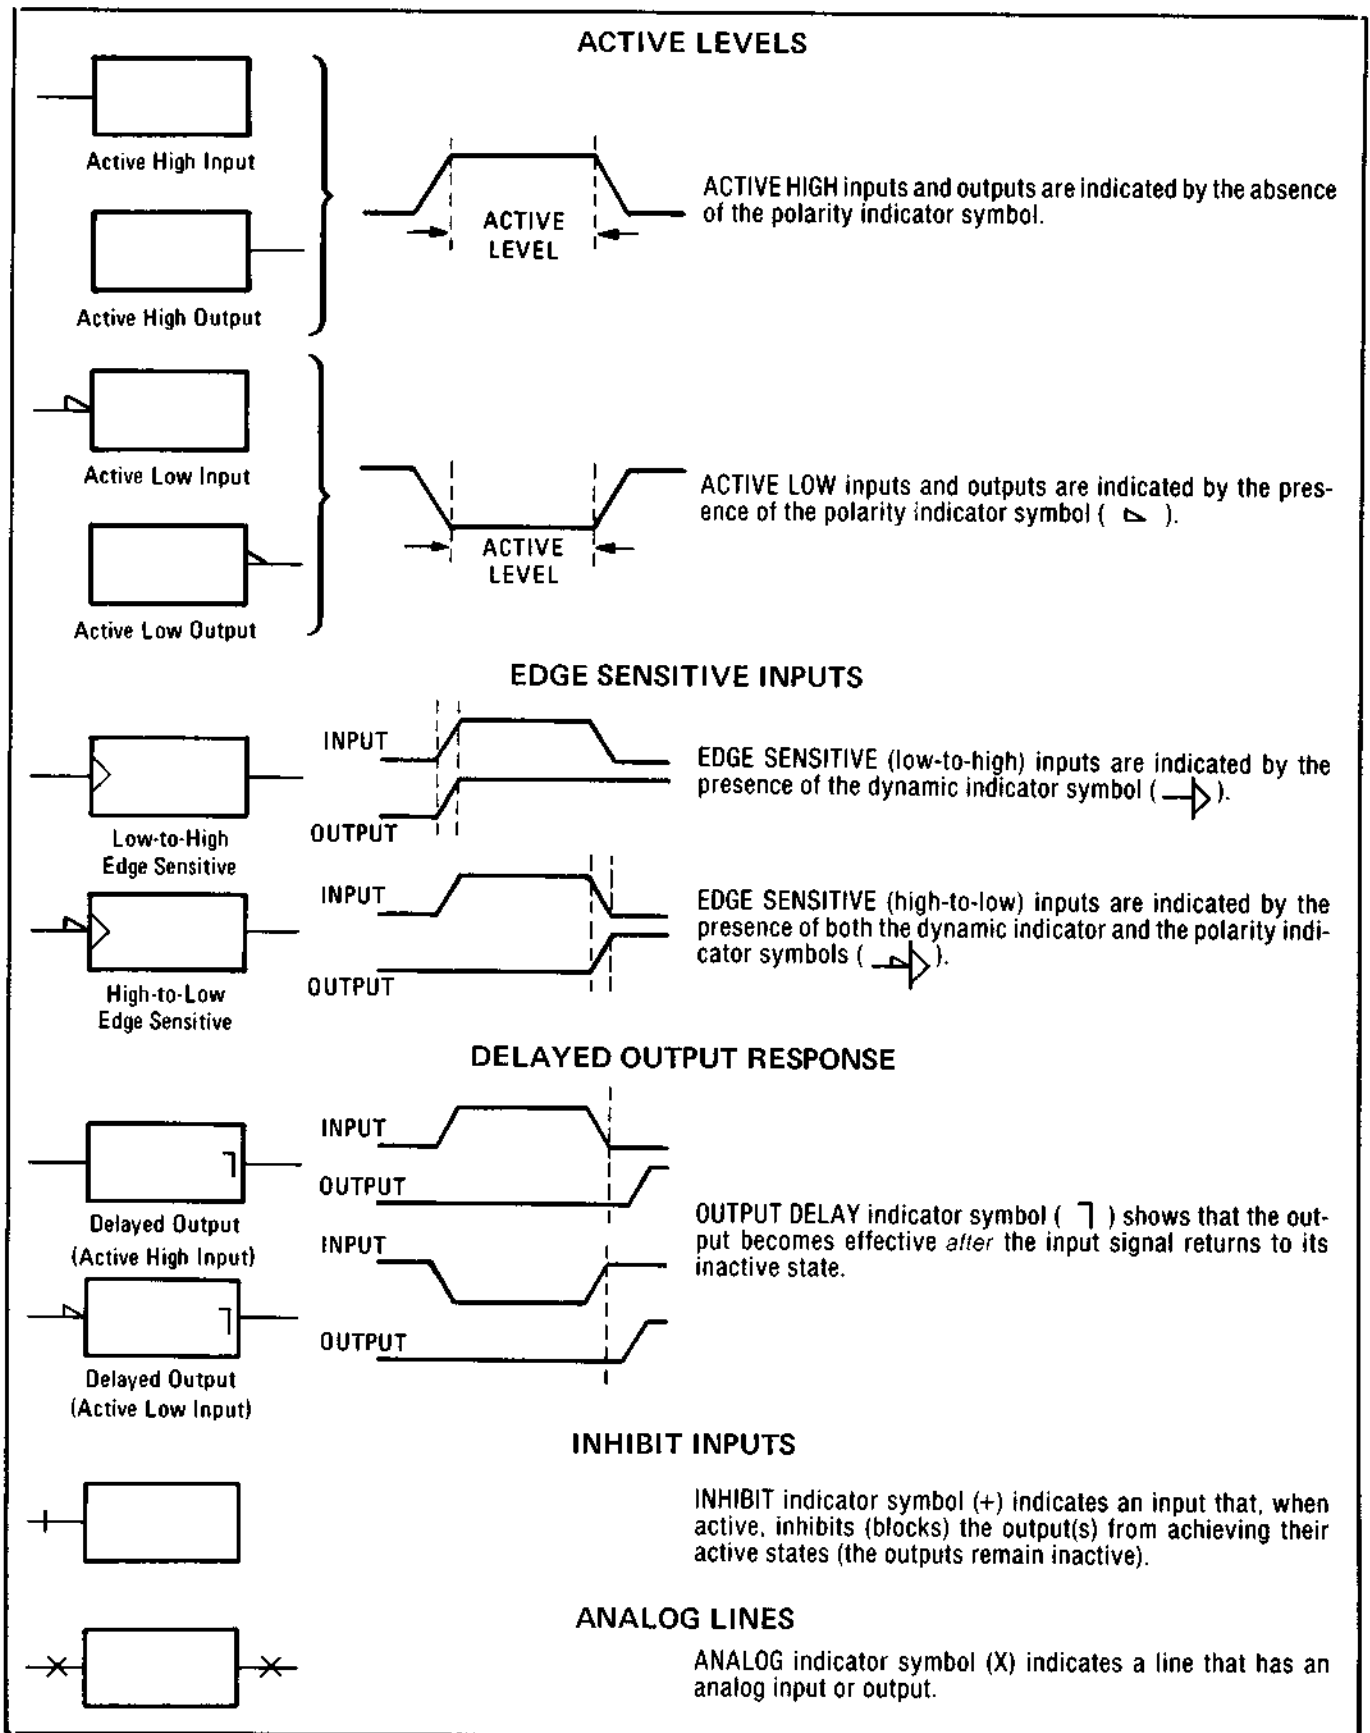 ACTIVE LEVELS
Active High Input
Active High Output
ACTIVE
LEVEL
ACTIVE HIGH inputs and outputs are indicated by the absence
of the polarity indicator symbol.
Active Low Input
Active Low Output
ACTIVE
LEVEL
ACTIVE LOW inputs and outputs are indicated by the pres-
ence of the polarity indicator symbol ( ).
EDGE SENSITIVE INPUTS
Low-to-High
Edge Sensitive
INPUT
OUTPUT
EDGE SENSITIVE (low-to-high) inputs are indicated by the
presence of the dynamic indicator symbol ( ).
High-to-Low
Edge Sensitive
INPUT
OUTPUT
EDGE SENSITIVE (high-to-low) inputs are indicated by the
presence of both the dynamic indicator and the polarity indi-
cator symbols ( ).
DELAYED OUTPUT RESPONSE
Delayed Output
(Active High Input)
INPUT
OUTPUT
Delayed Output
(Active Low Input)
INPUT
OUTPUT
OUTPUT DELAY indicator symbol ( ) shows that the out-
put becomes effective after the input signal returns to its
inactive state.
INHIBIT INPUTS
INHIBIT indicator symbol (+) indicates an input that, when
active, inhibits (blocks) the output(s) from achieving their
active states (the outputs remain inactive).
ANALOG LINES
ANALOG indicator symbol (X) indicates a line that has an
analog input or output.